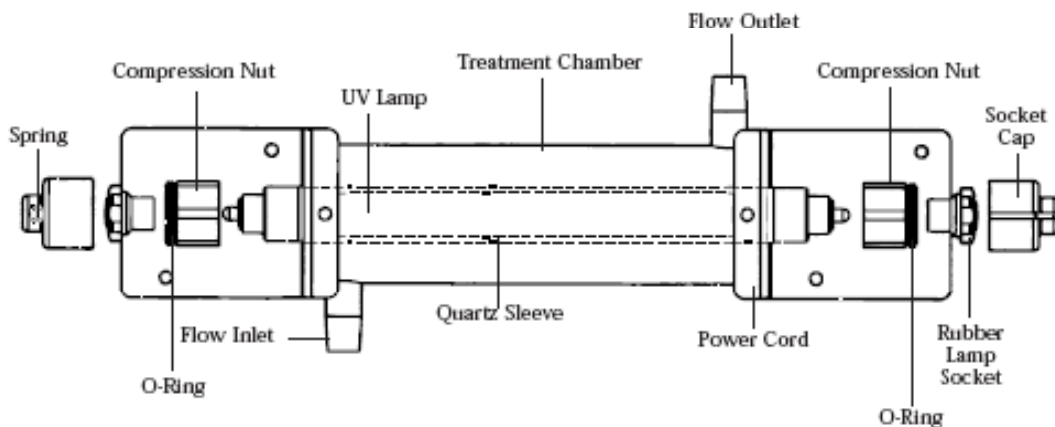 Flow Outlet
Compression Nut
Treatment Chamber
Compression Nut
UV Lamp
Socket
Cap
Spring
Quartz Sleeve
Flow Inlet
Power Cord
Rubber
Lamp
Socket
O-Ring
O-Ring